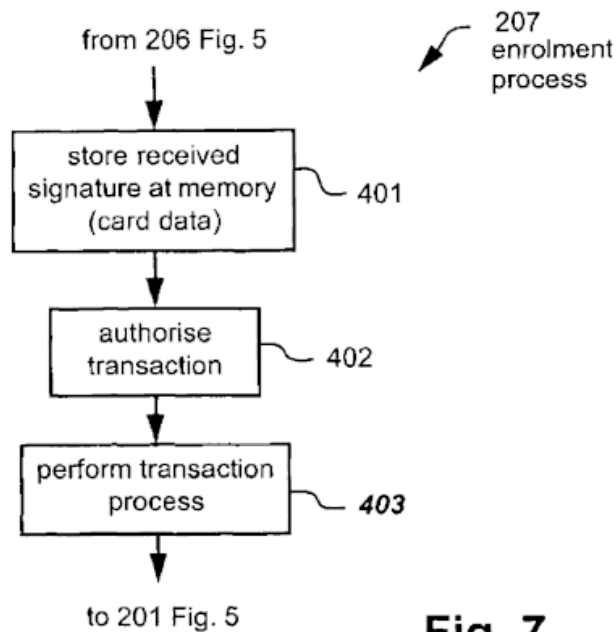 from 206 Fig. 5
207
enrolment
process
store received
signature at memory
(card data)
401
authorise
transaction
402
perform transaction
process
403
to 201 Fig. 5
Fig. 7